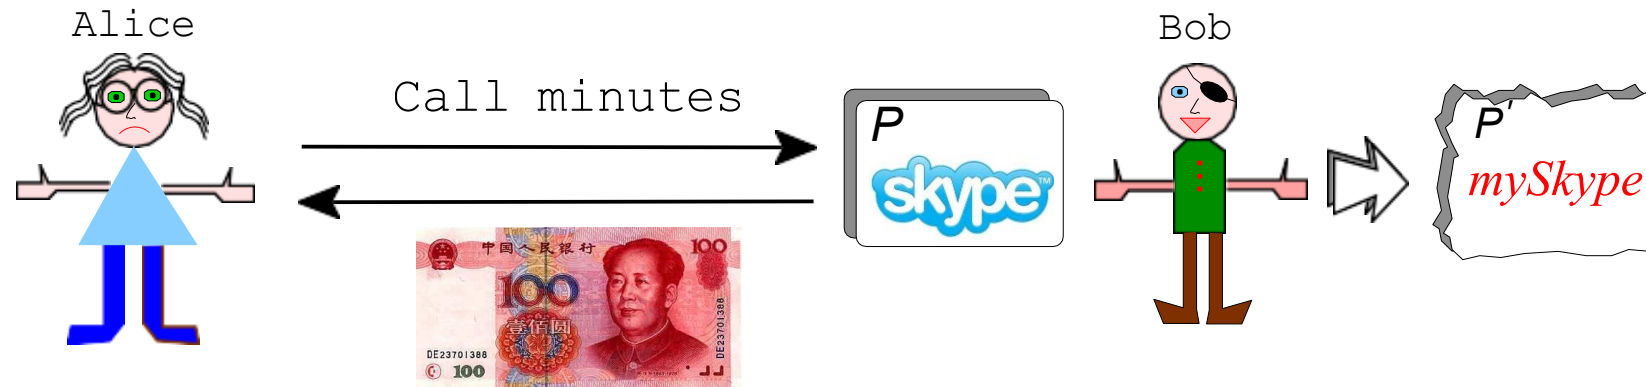 Alice
Bob
Call minutes
P
skype™
P'
mySkype
中国人民银行
100
100
壹佰圆
DE23701388
DE23701388
100